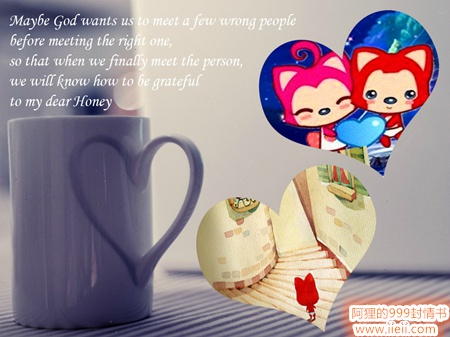 Maybe God wants us to meet a few wrong people
before meeting the right one,
so that when we finally meet the person,
we will know how to be grateful
to my dear Honey
阿狸的999封情书
www.iieii.com